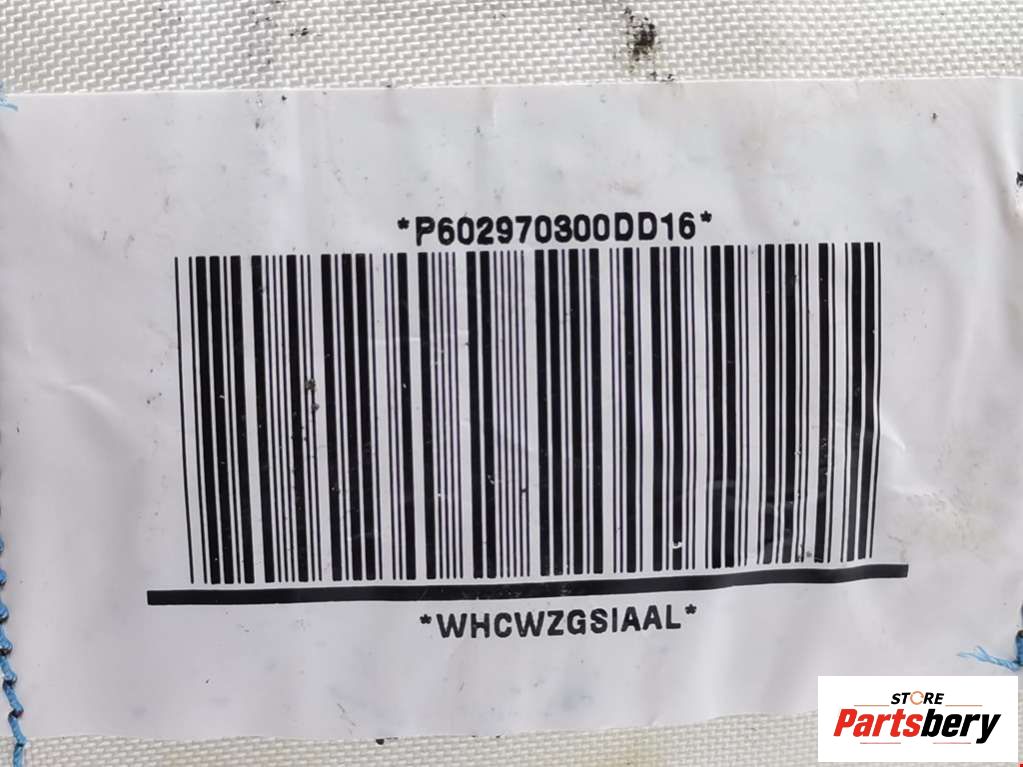 *P602970300DD16*
*WHCWZGSIAAL*
STORE
Partsbery